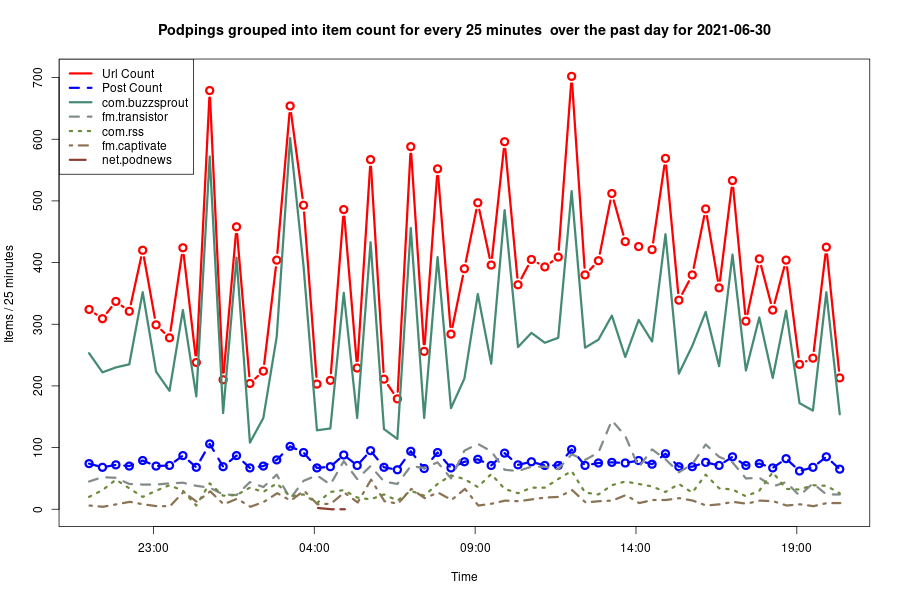 Podpings grouped into item count for every 25 minutes  over the past day for 2021-06-30
Url Count
Post Count
com.buzzsprout
fm.transistor
com.rss
fm.captivate
net.podnews
700
600
500
400
300
200
100
0
Items / 25 minutes
23:00
04:00
09:00
14:00
19:00
Time